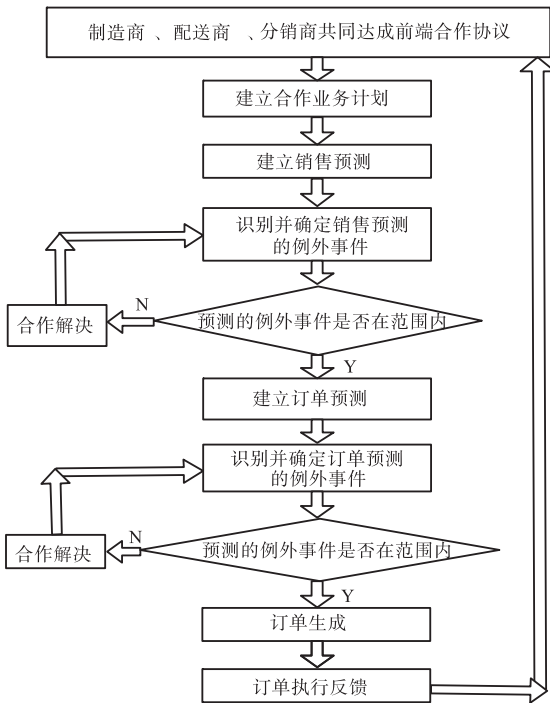 制造商、配送商、分销商共同达成前端合作协议
建立合作业务计划
建立销售预测
识别并确定销售预测
的例外事件
N
合作解决
预测的例外事件是否在范围内
Y
建立订单预测
识别并确定订单预测
的例外事件
N
合作解决
预测的例外事件是否在范围内
Y
订单生成
订单执行反馈